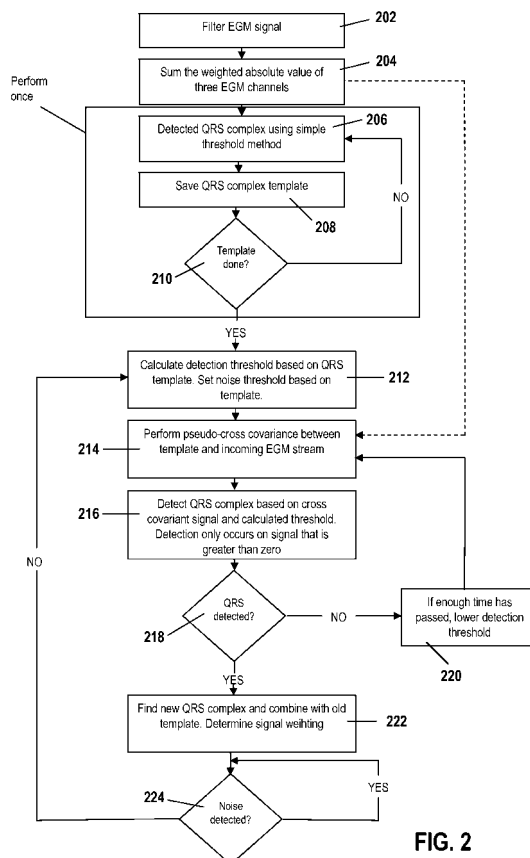 Filter EGM signal
202
Sum the weighted absolute value of
three EGM channels
204
Perform
once
Detected QRS complex using simple
threshold method
206
Save QRS complex template
208
NO
Template
done?
210
YES
Calculate detection threshold based on QRS
template. Set noise threshold based on
template.
212
Perform pseudo-cross covariance between
template and incoming EGM stream
214
Detect QRS complex based on cross
covariant signal and calculated threshold.
Detection only occurs on signal that is
greater than zero
216
NO
QRS
detected?
218
NO
If enough time has
passed, lower detection
threshold
220
YES
Find new QRS complex and combine with old
template. Determine signal weihting
222
YES
Noise
detected?
224
FIG. 2